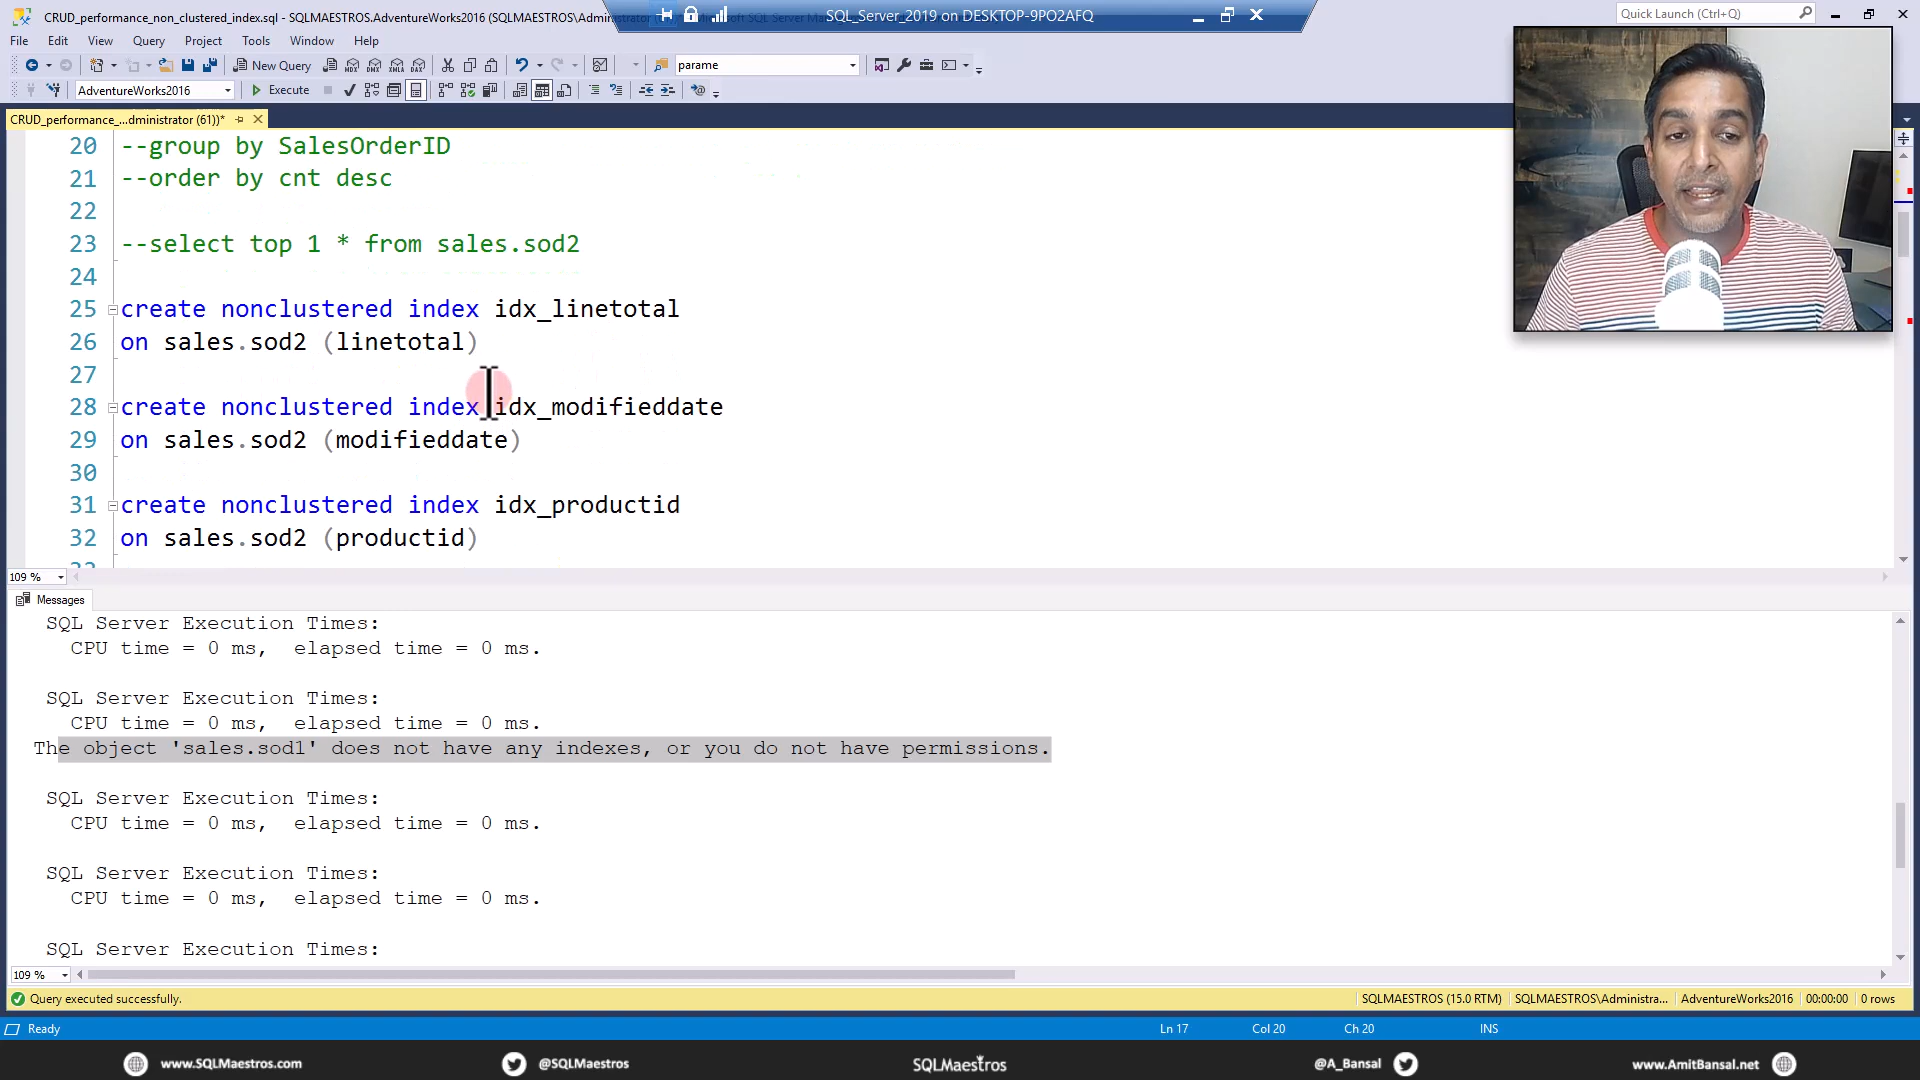 CRUD_performance_non_clustered_index.sql - SQLMAESTROS.AdventureWorks2016 (SQLMAESTROS\Administrator
SQL_Server_2019 on DESKTOP-9PO2AFQ
Quick Launch (Ctrl+Q)
File Edit View Query Project Tools Window Help
New Query
parame
AdventureWorks2016
Execute
CRUD_performance_...dministrator (61))*
20 --group by SalesOrderID
21 --order by cnt desc
22
23 --select top 1 * from sales.sod2
24
25 create nonclustered index idx_linetotal
26 on sales.sod2 (linetotal)
27
28 create nonclustered index idx_modifieddate
29 on sales.sod2 (modifieddate)
30
31 create nonclustered index idx_productid
32 on sales.sod2 (productid)
109 %
Messages
SQL Server Execution Times:
CPU time = 0 ms, elapsed time = 0 ms.
SQL Server Execution Times:
CPU time = 0 ms, elapsed time = 0 ms.
The object 'sales.sod1' does not have any indexes, or you do not have permissions.
SQL Server Execution Times:
CPU time = 0 ms, elapsed time = 0 ms.
SQL Server Execution Times:
CPU time = 0 ms, elapsed time = 0 ms.
SQL Server Execution Times:
109 %
Query executed successfully.
SQLMAESTROS (15.0 RTM) SQLMAESTROS\Administra... AdventureWorks2016 00:00:00 0 rows
Ready
Ln 17 Col 20 Ch 20 INS
www.SQLMaestros.com @SQLMaestros SQLMaestros @A_Bansal www.AmitBansal.net